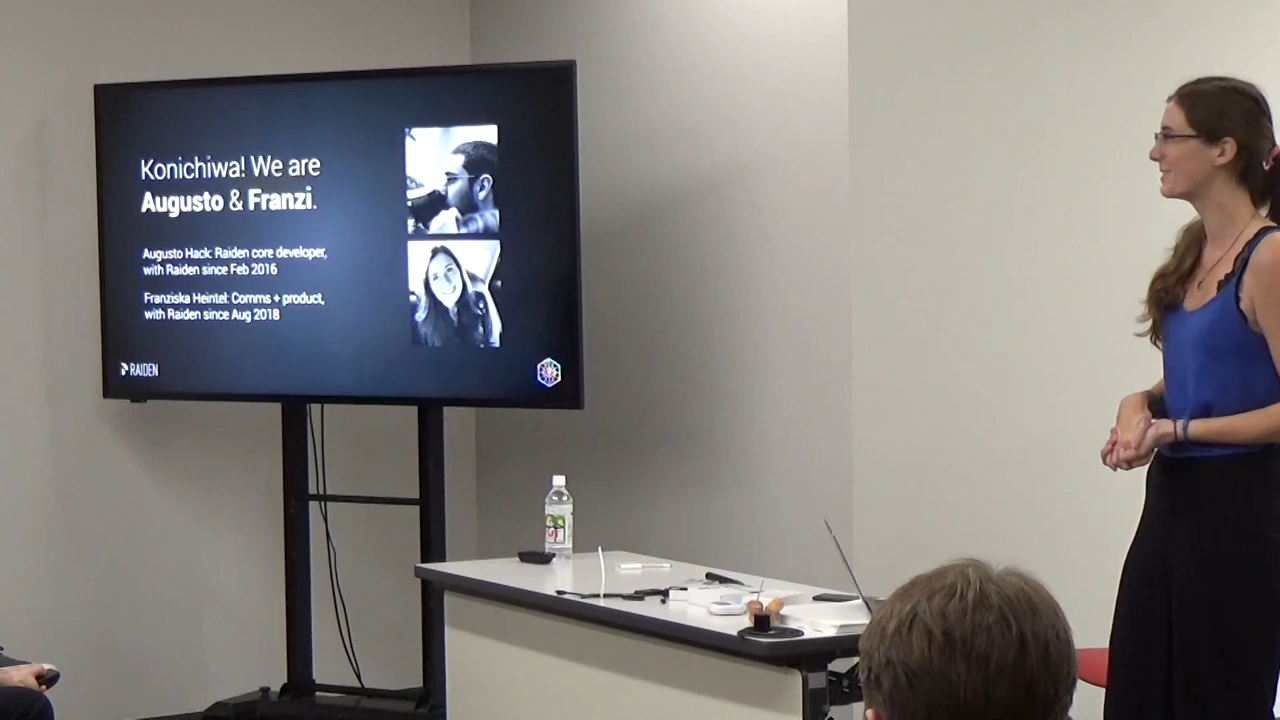 Konichiwa! We are
Augusto & Franzi.
Augusto Hack: Raiden core developer,
with Raiden since Feb 2016
Franziska Heintel: Comms + product,
with Raiden since Aug 2018
RAIDEN